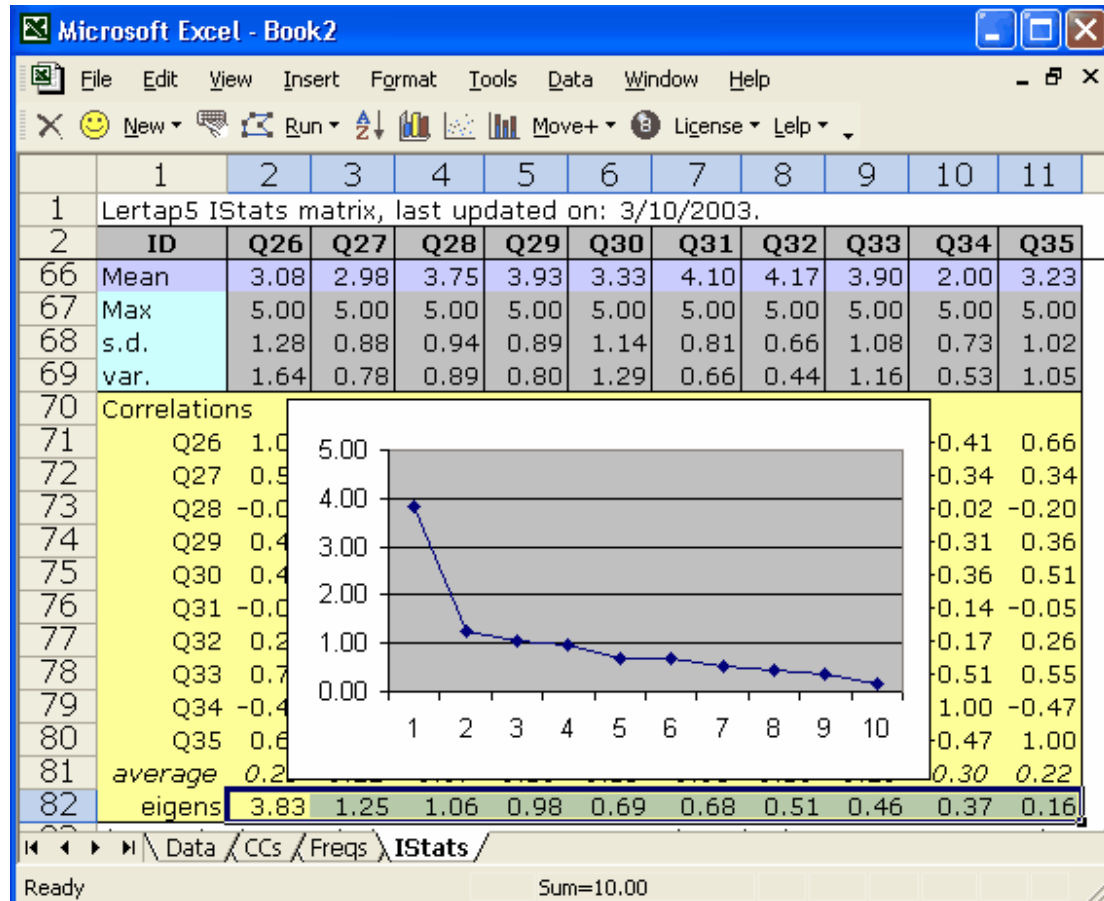 Microsoft Excel - Book2
File Edit View Insert Format Tools Data Window Help
New Run Move+ License Lelp
1 2 3 4 5 6 7 8 9 10 11
1 Lertap5 IStats matrix, last updated on: 3/10/2003.
2 ID Q26 Q27 Q28 Q29 Q30 Q31 Q32 Q33 Q34 Q35
66 Mean 3.08 2.98 3.75 3.93 3.33 4.10 4.17 3.90 2.00 3.23
67 Max 5.00 5.00 5.00 5.00 5.00 5.00 5.00 5.00 5.00 5.00
68 s.d. 1.28 0.88 0.94 0.89 1.14 0.81 0.66 1.08 0.73 1.02
69 var. 1.64 0.78 0.89 0.80 1.29 0.66 0.44 1.16 0.53 1.05
70 Correlations
71 Q26 0.41 0.66
72 Q27 0.34 0.34
73 Q28 0.02 -0.20
74 Q29 0.31 0.36
75 Q30 0.36 0.51
76 Q31 0.14 -0.05
77 Q32 0.17 0.26
78 Q33 0.51 0.55
79 Q34 1.00 -0.47
80 Q35 0.47 1.00
81 average 0.30 0.22
82 eigens 3.83 1.25 1.06 0.98 0.69 0.68 0.51 0.46 0.37 0.16
5.00
4.00
3.00
2.00
1.00
0.00
1 2 3 4 5 6 7 8 9 10
Data CCs Freqs IStats
Ready Sum=10.00